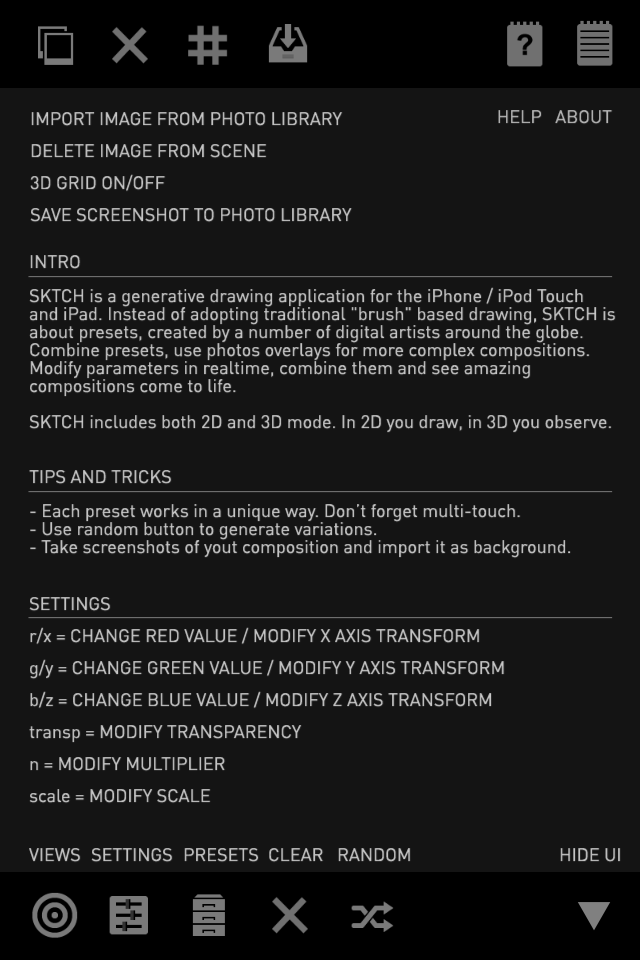 ?
IMPORT IMAGE FROM PHOTO LIBRARY
HELP ABOUT
DELETE IMAGE FROM SCENE
3D GRID ON/OFF
SAVE SCREENSHOT TO PHOTO LIBRARY
INTRO
SKTCH is a generative drawing application for the iPhone / iPod Touch
and iPad. Instead of adopting traditional "brush" based drawing, SKTCH is
about presets, created by a number of digital artists around the globe.
Combine presets, use photos overlays for more complex compositions.
Modify parameters in realtime, combine them and see amazing
compositions come to life.
SKTCH includes both 2D and 3D mode. In 2D you draw, in 3D you observe.
TIPS AND TRICKS
- Each preset works in a unique way. Don't forget multi-touch.
- Use random button to generate variations.
- Take screenshots of yout composition and import it as background.
SETTINGS
r/x = CHANGE RED VALUE / MODIFY X AXIS TRANSFORM
g/y = CHANGE GREEN VALUE / MODIFY Y AXIS TRANSFORM
b/z = CHANGE BLUE VALUE / MODIFY Z AXIS TRANSFORM
transp = MODIFY TRANSPARENCY
n = MODIFY MULTIPLIER
scale = MODIFY SCALE
VIEWS SETTINGS PRESETS CLEAR RANDOM HIDE UI